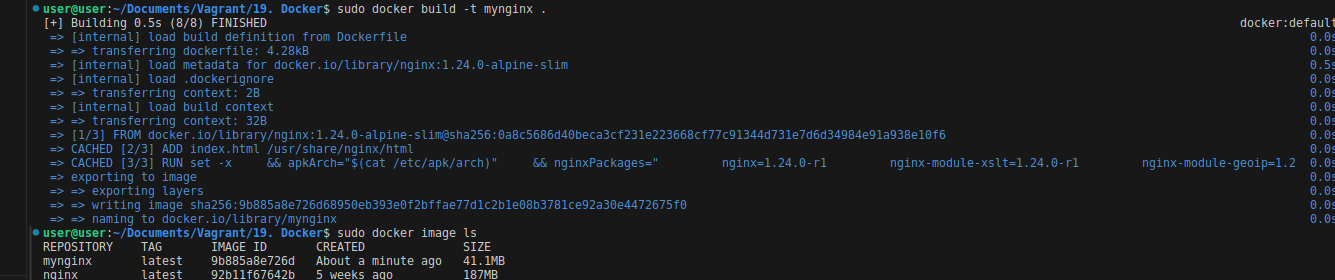 user@user:~/Documents/Vagrant/19. Docker$ sudo docker build -t mynginx .
[+] Building 0.5s (8/8) FINISHED docker:default
=> [internal] load build definition from Dockerfile 0.0s
=> => transferring dockerfile: 4.28kB 0.0s
=> [internal] load metadata for docker.io/library/nginx:1.24.0-alpine-slim 0.5s
=> [internal] load .dockerignore 0.0s
=> => transferring context: 2B 0.0s
=> [internal] load build context 0.0s
=> => transferring context: 32B 0.0s
=> [1/3] FROM docker.io/library/nginx:1.24.0-alpine-slim@sha256:0a8c5686d40beca3cf231e223668cf77c91344d731e7d6d34984e91a938e10f6 0.0s
=> CACHED [2/3] ADD index.html /usr/share/nginx/html 0.0s
=> CACHED [3/3] RUN set -x && apkArch="$(cat /etc/apk/arch)" && nginxPackages=" nginx=1.24.0-r1 nginx-module-xslt=1.24.0-r1 nginx-module-geoip=1.2 0.0s
=> exporting to image 0.0s
=> => exporting layers 0.0s
=> => writing image sha256:9b885a8e726d68950eb393e0f2bffae77d1c2b1e08b3781ce92a30e4472675f0 0.0s
=> => naming to docker.io/library/mynginx 0.0s
user@user:~/Documents/Vagrant/19. Docker$ sudo docker image ls
REPOSITORY TAG IMAGE ID CREATED SIZE
mynginx latest 9b885a8e726d About a minute ago 41.1MB
nginx latest 92b11f67642b 5 weeks ago 187MB